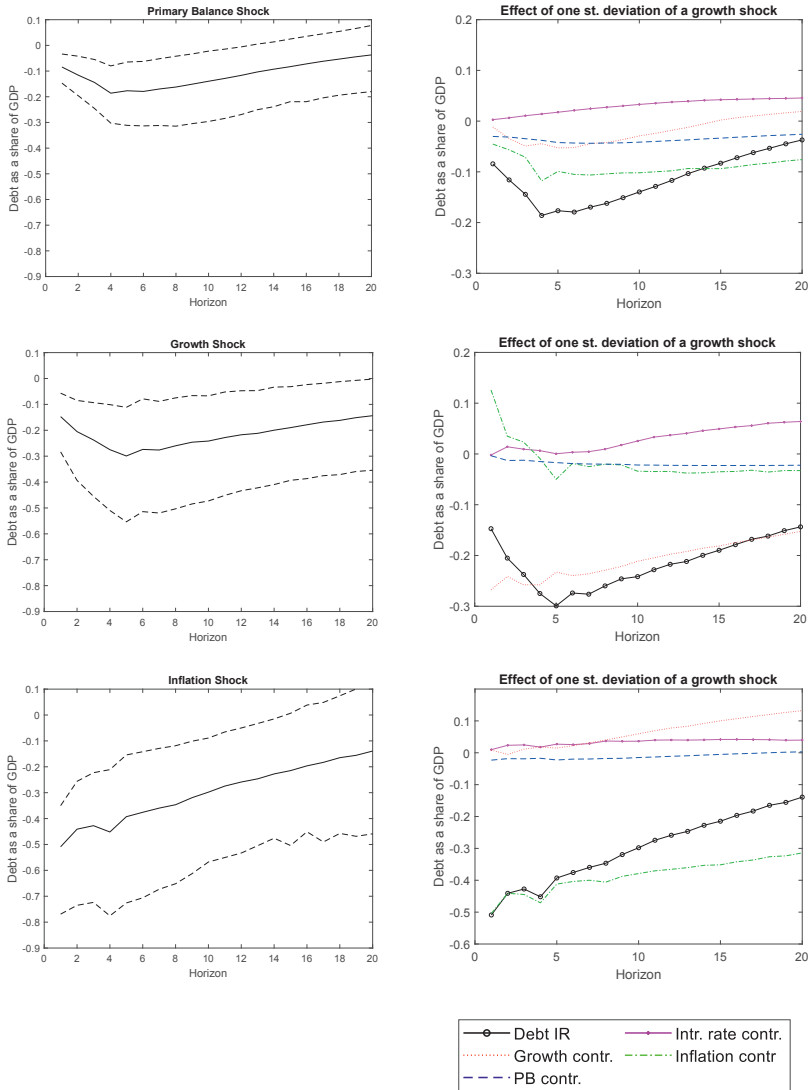 Primary Balance Shock
Debt as a share of GDP
0.1
0
-0.1
-0.2
-0.3
-0.4
-0.5
-0.6
-0.7
-0.8
-0.9
0 2 4 6 8 10 12 14 16 18 20
Horizon
Effect of one st. deviation of a growth shock
Debt as a share of GDP
0.2
0.1
0
-0.1
-0.2
-0.3
0 5 10 15 20
Horizon
Growth Shock
Debt as a share of GDP
0.1
0
-0.1
-0.2
-0.3
-0.4
-0.5
-0.6
-0.7
-0.8
-0.9
0 2 4 6 8 10 12 14 16 18 20
Horizon
Effect of one st. deviation of a growth shock
Debt as a share of GDP
0.2
0.1
0
-0.1
-0.2
-0.3
0 5 10 15 20
Horizon
Inflation Shock
Debt as a share of GDP
0.1
0
-0.1
-0.2
-0.3
-0.4
-0.5
-0.6
-0.7
-0.8
-0.9
0 2 4 6 8 10 12 14 16 18 20
Horizon
Effect of one st. deviation of a growth shock
Debt as a share of GDP
0.1
0
-0.1
-0.2
-0.3
-0.4
-0.5
-0.6
0 5 10 15 20
Horizon
Debt IR
Growth contr.
PB contr.
Intr. rate contr.
Inflation contr